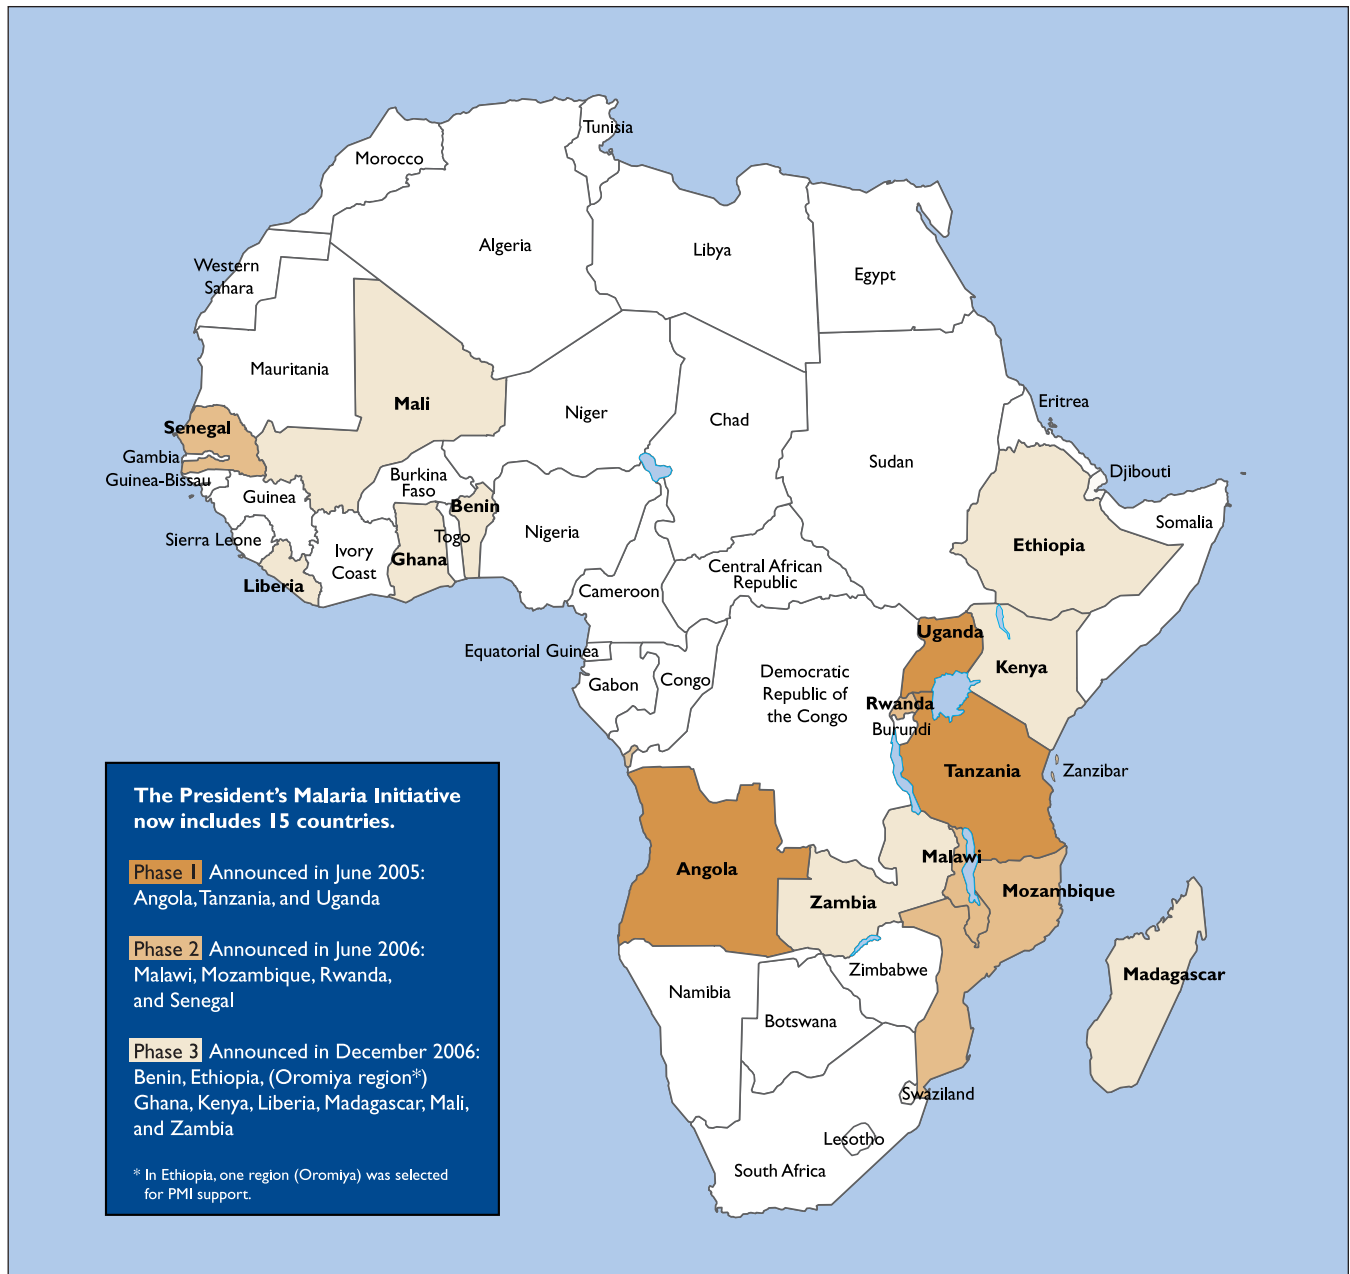 Tunisia
Morocco
Algeria
Libya
Western
Sahara
Egypt
Mauritania
Mali
Niger
Chad
Eritrea
Senegal
Gambia
Sudan
Djibouti
Guinea-Bissau
Burkina
Faso
Guinea
Benin
Somalia
Sierra Leone
Togo
Nigeria
Ivory
Coast
Ghana
Ethiopia
Liberia
Central African
Republic
Cameroon
Uganda
Equatorial Guinea
Kenya
Gabon
Congo
Democratic
Republic of
the Congo
Rwanda
Burundi
Tanzania
Zanzibar
Angola
Malawi
Mozambique
Zambia
Zimbabwe
Madagascar
Namibia
Botswana
Swaziland
Lesotho
South Africa
The President’s Malaria Initiative
now includes 15 countries.
Phase 1 Announced in June 2005:
Angola, Tanzania, and Uganda
Phase 2 Announced in June 2006:
Malawi, Mozambique, Rwanda,
and Senegal
Phase 3 Announced in December 2006:
Benin, Ethiopia, (Oromiya region*)
Ghana, Kenya, Liberia, Madagascar, Mali,
and Zambia
* In Ethiopia, one region (Oromiya) was selected
for PMI support.